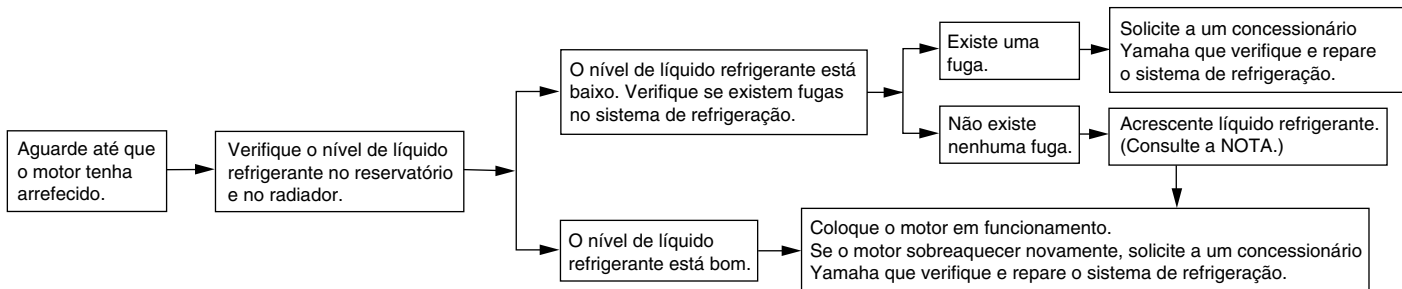 Aguarde até que
o motor tenha
arrefecido.
Verifique o nível de líquido
refrigerante no reservatório
e no radiador.
O nível de líquido refrigerante está
baixo. Verifique se existem fugas
no sistema de refrigeração.
Existe uma
fuga.
Solicite a um concessionário
Yamaha que verifique e repare
o sistema de refrigeração.
Não existe
nenhuma fuga.
Acrescente líquido refrigerante.
(Consulte a NOTA.)
O nível de líquido
refrigerante está bom.
Coloque o motor em funcionamento.
Se o motor sobreaquecer novamente, solicite a um concessionário
Yamaha que verifique e repare o sistema de refrigeração.